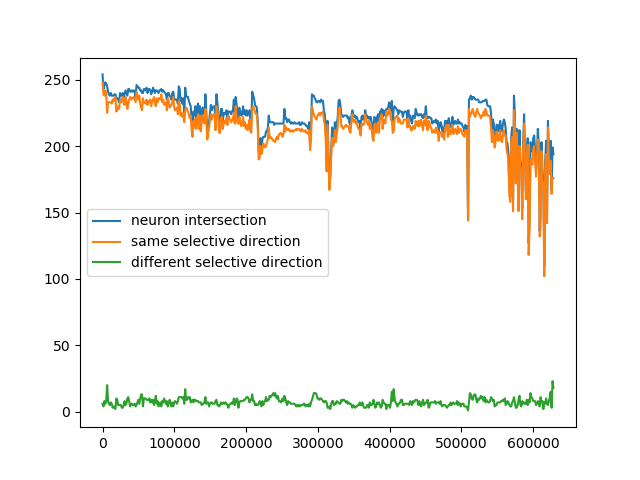 250
200
150
100
50
0
neuron intersection
same selective direction
different selective direction
0 100000 200000 300000 400000 500000 600000